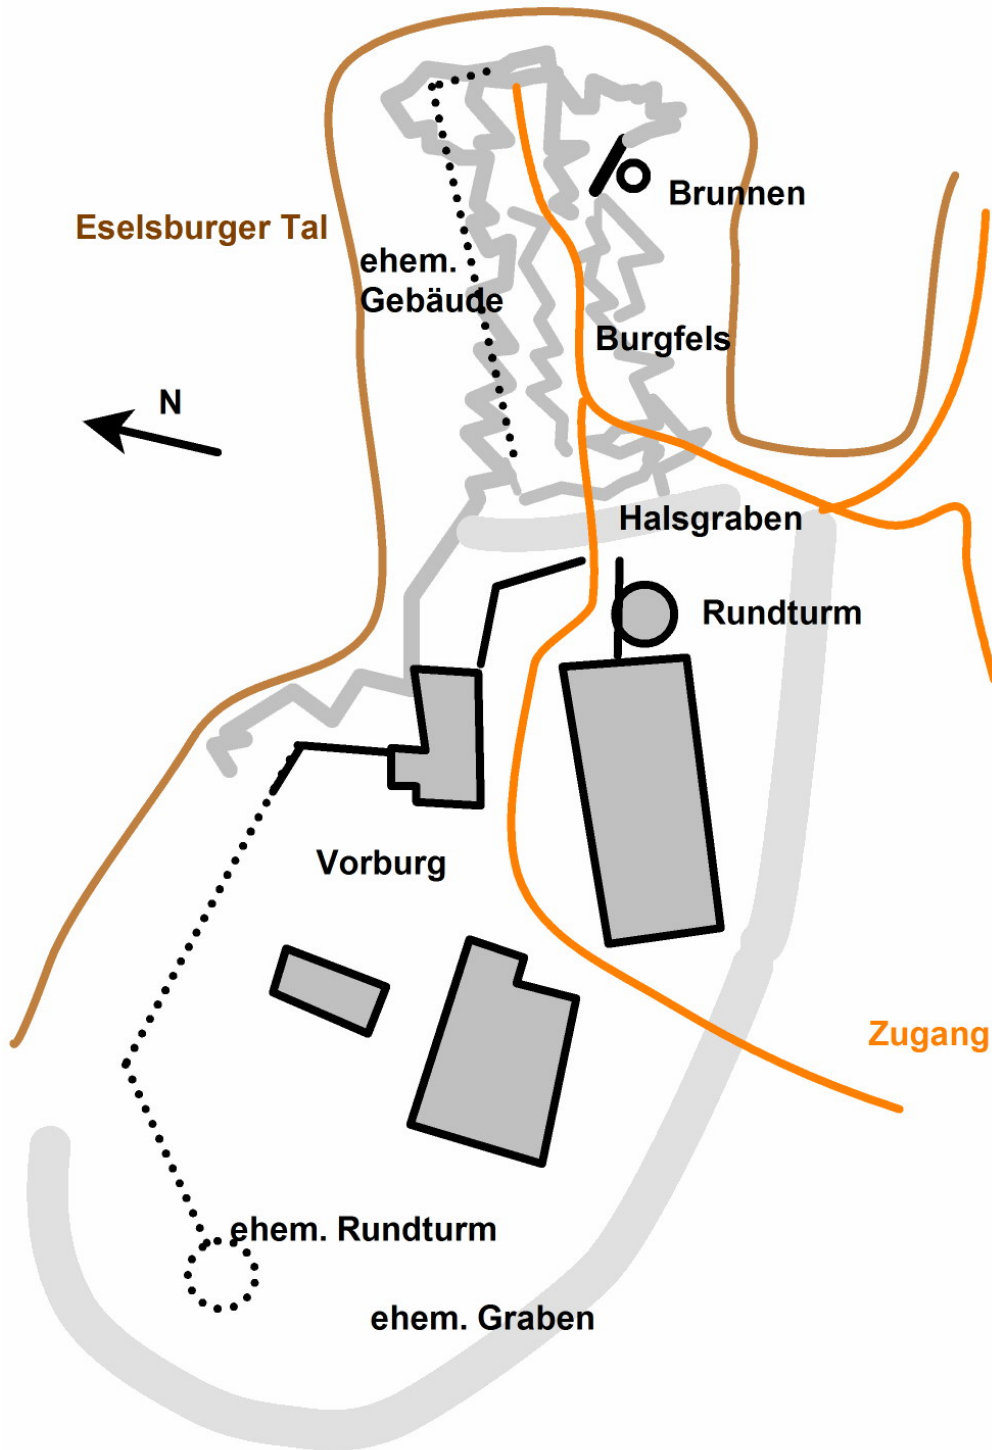 Brunnen
Eselsburger Tal
ehem.
Gebäude
Burgfels
N
Halsgraben
Rundturm
Vorburg
Zugang
ehem. Rundturm
ehem. Graben